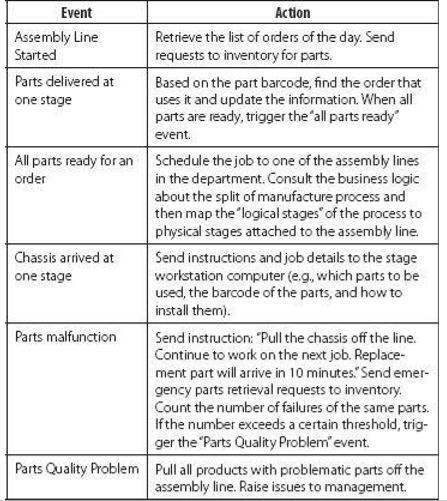 Event
Action
Assembly Line
Started
Retrieve the list of orders of the day. Send
requests to inventory for parts.
Parts delivered at
one stage
Based on the part barcode, find the order that
uses it and update the information. When all
parts are ready, trigger the "all parts ready"
event.
All parts ready for an
order
Schedule the job to one of the assembly lines
in the department. Consult the business logic
about the split of manufacture process and
then map the "logical stages" of the process to
physical stages attached to the assembly line.
Chassis arrived at
one stage
Send instructions and job details to the stage
workstation computer (e.g., which parts to be
used, the barcode of the parts, and how to
install them).
Parts malfunction
Send instruction: "Pull the chassis off the line.
Continue to work on the next job. Replace-
ment part will arrive in 10 minutes." Send emer-
gency parts retrieval requests to inventory.
Count the number of failures of the same parts.
If the number exceeds a certain threshold, trig-
ger the "Parts Quality Problem" event.
Parts Quality Problem
Pull all products with problematic parts off the
assembly line. Raise issues to management.